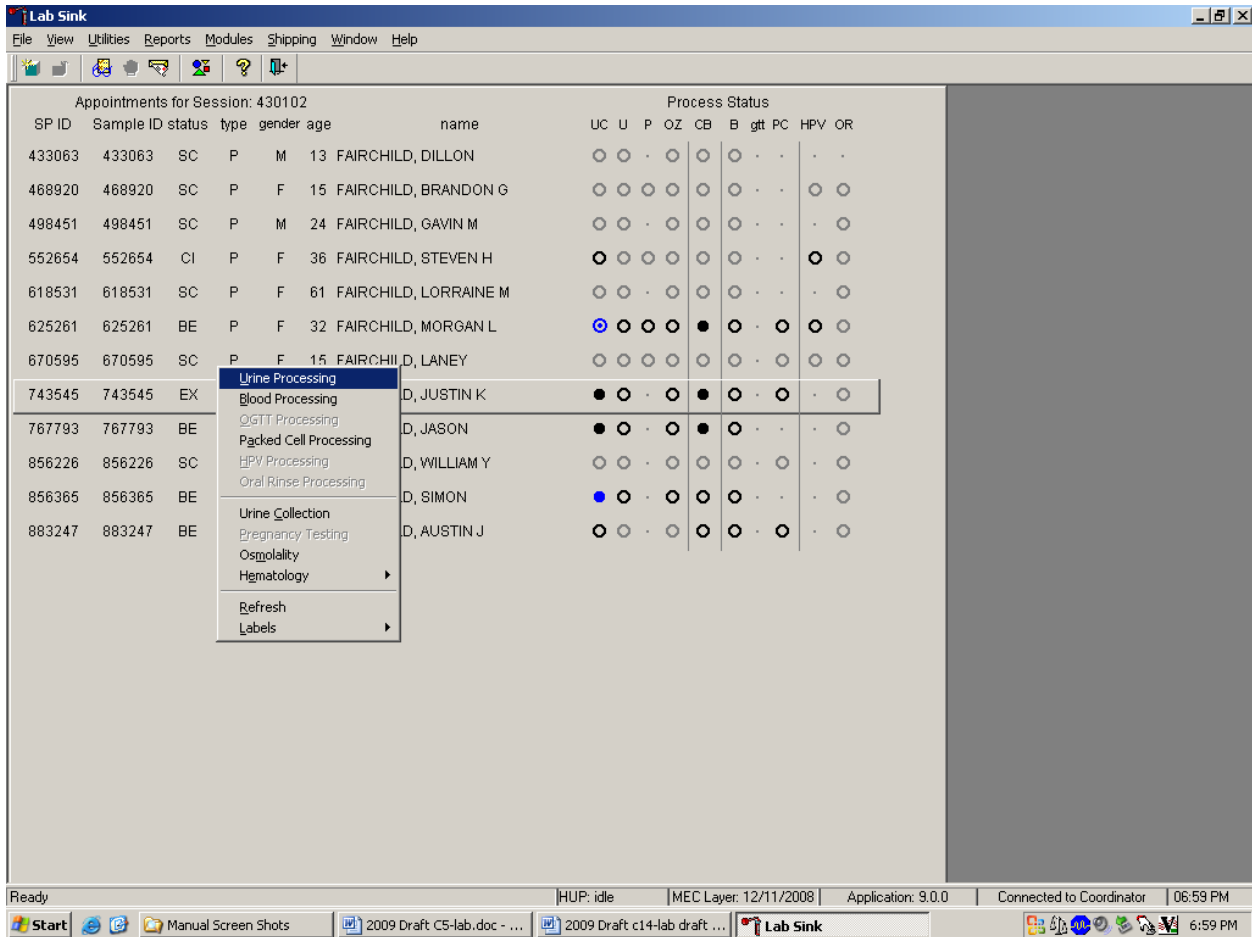 Lab Sink
File View Utilities Reports Modules Shipping Window Help
Appointments for Session: 430102 Process Status
SP ID Sample ID status type gender age name UC U P OZ CB B gtt PC HPV OR
433063 433063 SC P M 13 FAIRCHILD, DILLON
468920 468920 SC P F 15 FAIRCHILD, BRANDON G
498451 498451 SC P M 24 FAIRCHILD, GAVIN M
552654 552654 CI P F 36 FAIRCHILD, STEVEN H
618531 618531 SC P F 61 FAIRCHILD, LORRAINE M
625261 625261 BE P F 32 FAIRCHILD, MORGAN L
670595 670595 SC P F 15 FAIRCHILD, LANEY
743545 743545 EX D, JUSTIN K
767793 767793 BE D, JASON
856226 856226 SC D, WILLIAM Y
856365 856365 BE D, SIMON
883247 883247 BE D, AUSTIN J
Urine Processing
Blood Processing
OGTT Processing
Packed Cell Processing
HPV Processing
Oral Rinse Processing
Urine Collection
Pregnancy Testing
Osmolality
Hematology
Refresh
Labels
Ready HUP: idle MEC Layer: 12/11/2008 Application: 9.0.0 Connected to Coordinator 06:59 PM
Start Manual Screen Shots 2009 Draft C5-lab.doc - ... 2009 Draft c14-lab draft ... Lab Sink 6:59 PM